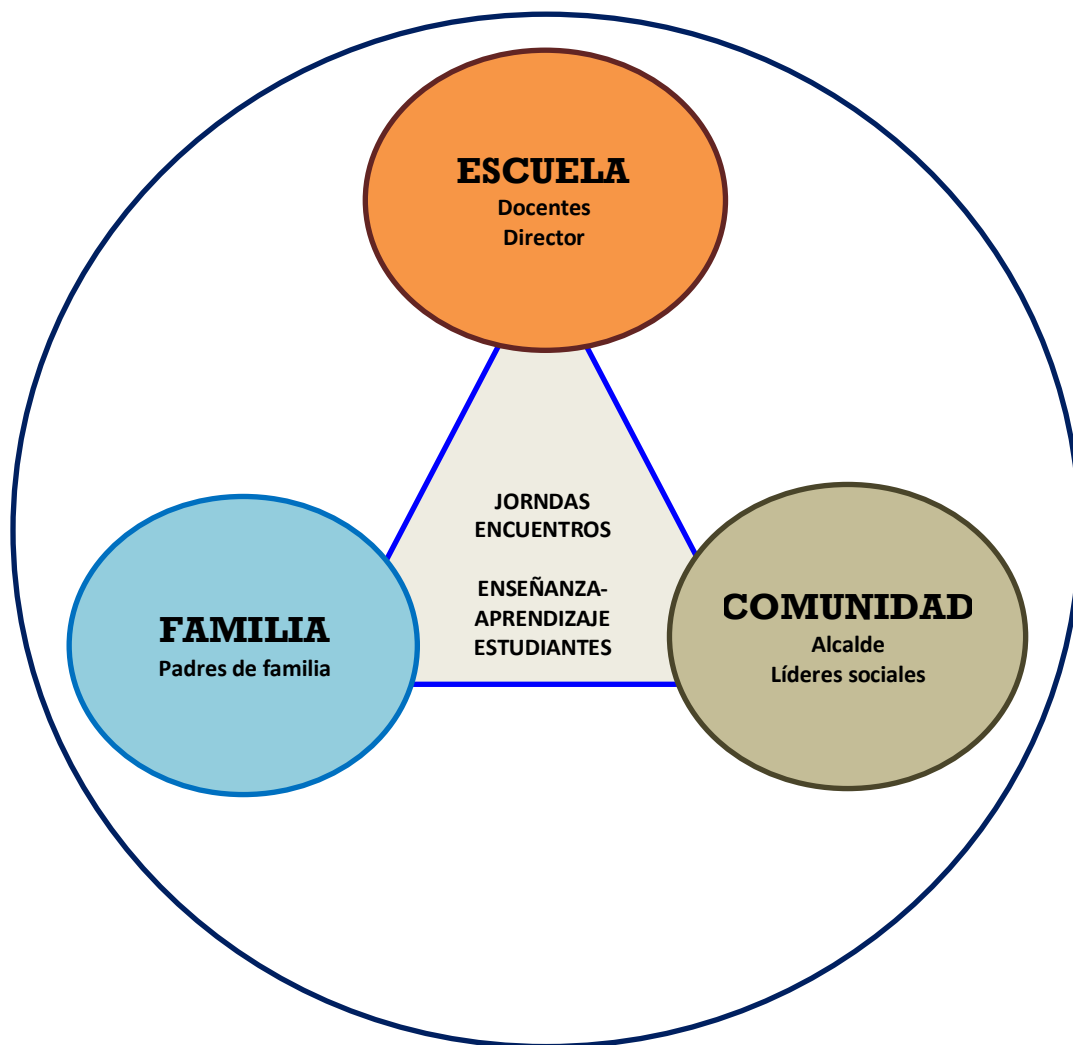 ESCUELA
Docentes
Director
JORNDAS
ENCUENTROS
ENSEÑANZA-
APRENDIZAJE
ESTUDIANTES
FAMILIA
Padres de familia
COMUNIDAD
Alcalde
Líderes sociales